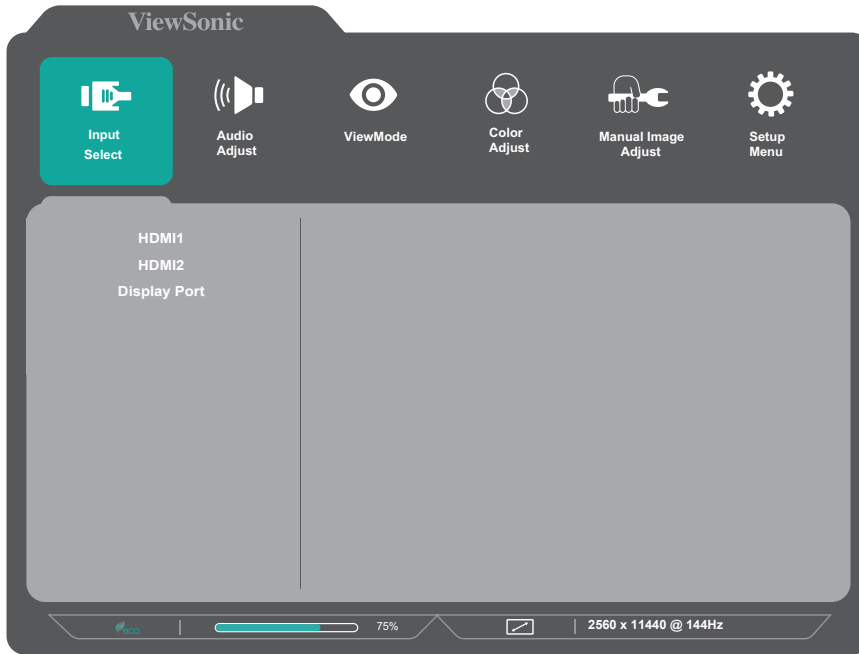 ViewSonic
Input
Select
Audio
Adjust
ViewMode
Color
Adjust
Manual Image
Adjust
Setup
Menu
HDMI1
HDMI2
Display Port
eco
75%
2560 x 11440 @ 144Hz